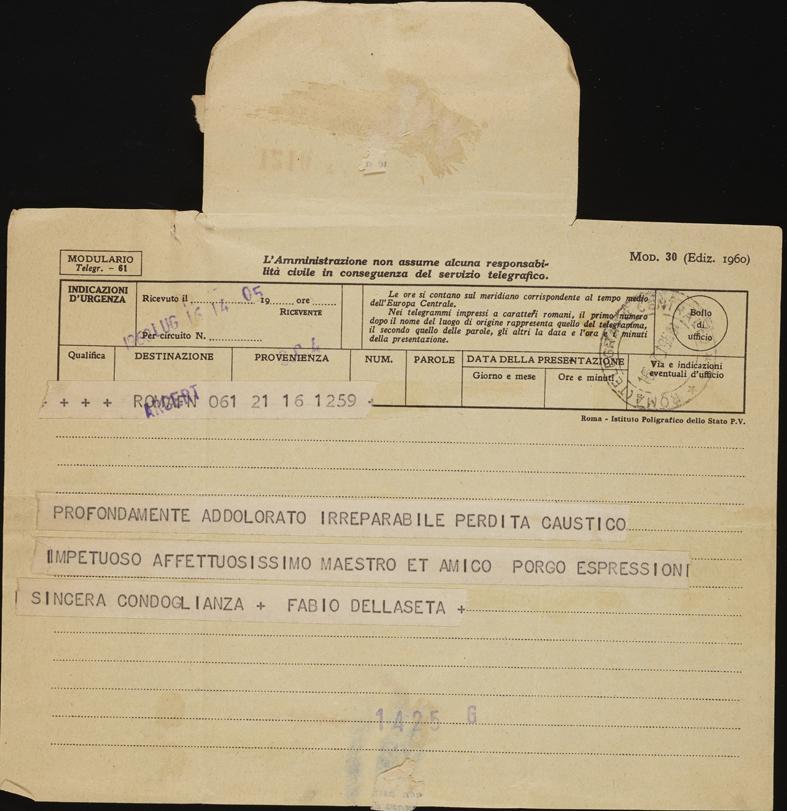 MODULARIO
Telegr. - 61
L'Amministrazione non assume alcuna responsabi-
lità civile in conseguenza del servizio telegrafico.
MOD. 30 (Ediz. 1960)
INDICAZIONI
D'URGENZA
Ricevuto il 19 ore
RICEVENTE
Per circuito N.
LUG 16 14 05
Le ore si contano sul meridiano corrispondente al tempo medio
dell'Europa Centrale.
Nei telegrammi impressi a caratteri romani, il primo numero
dopo il nome del luogo di origine rappresenta quello del telegramma,
il secondo quello delle parole, gli altri la data e l'ora e i minuti
della presentazione.
Bollo
di
ufficio
Qualifica
DESTINAZIONE
PROVENIENZA
NUM.
PAROLE
DATA DELLA PRESENTAZIONE
Giorno e mese
Ore e minuti
Via e indicazioni
eventuali d'ufficio
ROMA
+ + + 061 21 16 1259 +
Roma - Istituto Poligrafico dello Stato P.V.
PROFONDAMENTE ADDOLORATO IRREPARABILE PERDITA CAUSTICO
IMPETUOSO AFFETTUOSISSIMO MAESTRO ET AMICO PORGO ESPRESSIONI
SINCERA CONDOGLIANZA + FABIO DELLASETA +
1425 G